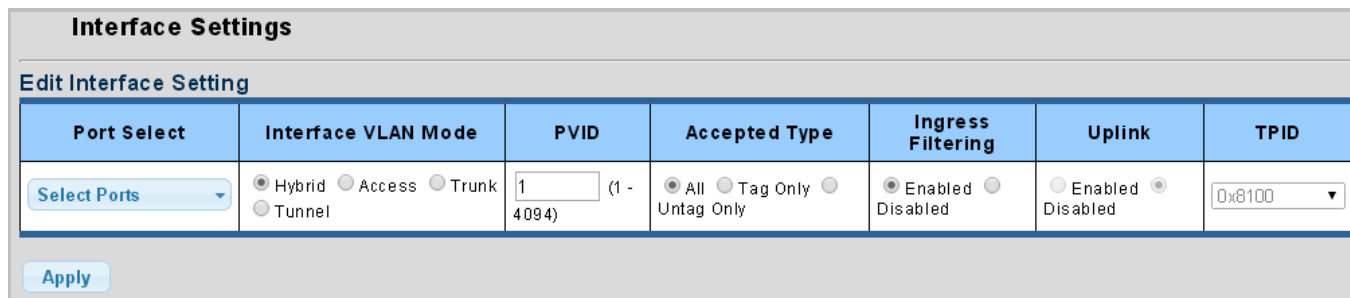 Interface Settings
Edit Interface Setting
Port Select
Interface VLAN Mode
PVID
Accepted Type
Ingress
Filtering
Uplink
TPID
Select Ports
Hybrid Access Trunk
Tunnel
1 (1 -
4094)
All Tag Only
Untag Only
Enabled
Disabled
Enabled
Disabled
0x8100
Apply